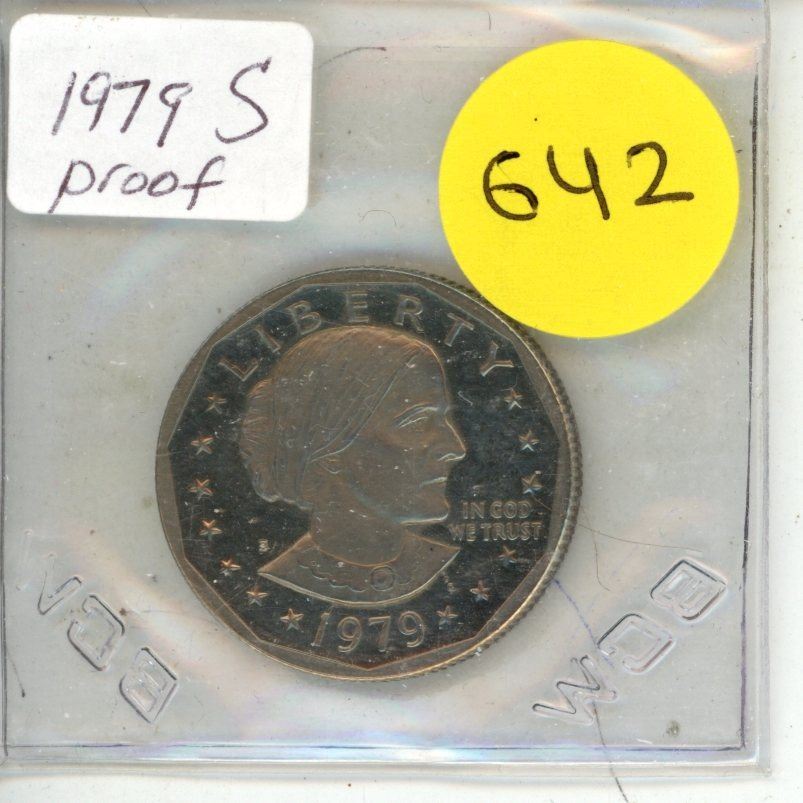 1979 S
proof
642
LIBERTY
IN GOD
WE TRUST
S
1979
BCW
BCW